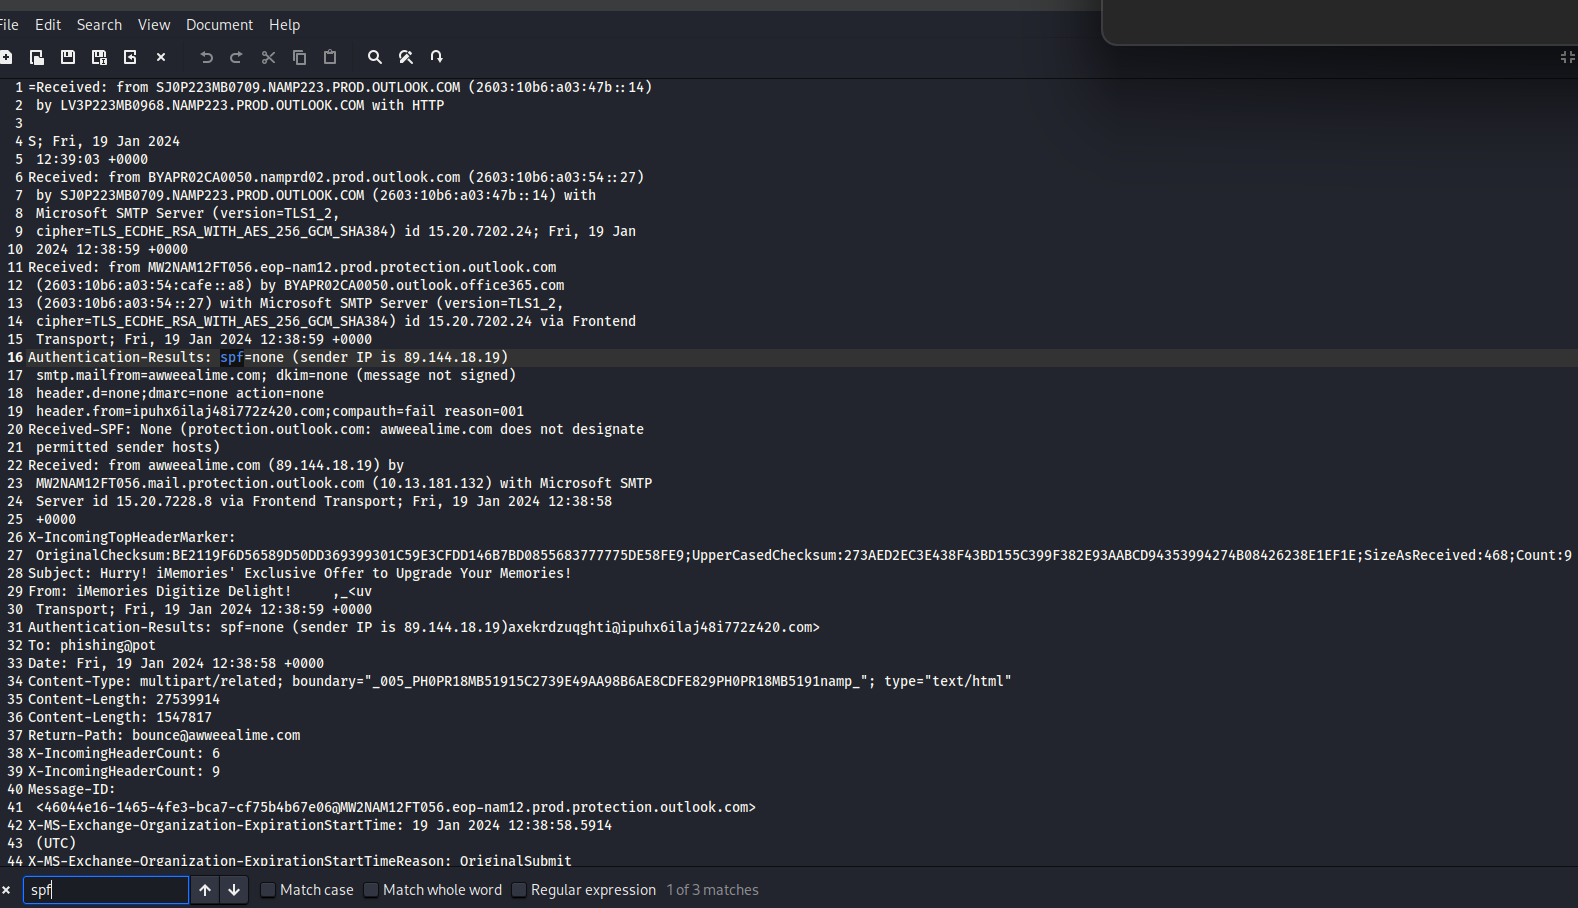 File Edit Search View Document Help
1 =Received: from SJ0P223MB0709.NAMP223.PROD.OUTLOOK.COM (2603:10b6:a03:47b::14)
2 by LV3P223MB0968.NAMP223.PROD.OUTLOOK.COM with HTTP
3
4 S; Fri, 19 Jan 2024
5 12:39:03 +0000
6 Received: from BYAPR02CA0050.namprd02.prod.outlook.com (2603:10b6:a03:54::27)
7 by SJ0P223MB0709.NAMP223.PROD.OUTLOOK.COM (2603:10b6:a03:47b::14) with
8 Microsoft SMTP Server (version=TLS1_2,
9 cipher=TLS_ECDHE_RSA_WITH_AES_256_GCM_SHA384) id 15.20.7202.24; Fri, 19 Jan
10 2024 12:38:59 +0000
11 Received: from MW2NAM12FT056.eop-nam12.prod.protection.outlook.com
12 (2603:10b6:a03:54:cafe::a8) by BYAPR02CA0050.outlook.office365.com
13 (2603:10b6:a03:54::27) with Microsoft SMTP Server (version=TLS1_2,
14 cipher=TLS_ECDHE_RSA_WITH_AES_256_GCM_SHA384) id 15.20.7202.24 via Frontend
15 Transport; Fri, 19 Jan 2024 12:38:59 +0000
16 Authentication-Results: spf=none (sender IP is 89.144.18.19)
17 smtp.mailfrom=awweealime.com; dkim=none (message not signed)
18 header.d=none;dmarc=none action=none
19 header.from=ipuhx6ilaj48i772z420.com;compauth=fail reason=001
20 Received-SPF: None (protection.outlook.com: awweealime.com does not designate
21 permitted sender hosts)
22 Received: from awweealime.com (89.144.18.19) by
23 MW2NAM12FT056.mail.protection.outlook.com (10.13.181.132) with Microsoft SMTP
24 Server id 15.20.7228.8 via Frontend Transport; Fri, 19 Jan 2024 12:38:58
25 +0000
26 X-IncomingTopHeaderMarker:
27 OriginalChecksum:BE2119F6D56589D50DD369399301C59E3CFDD146B7BD0855683777775DE58FE9;UpperCasedChecksum:273AED2EC3E438F43BD155C399F382E93AABCD94353994274B08426238E1EF1E;SizeAsReceived:468;Count:9
28 Subject: Hurry! iMemories' Exclusive Offer to Upgrade Your Memories!
29 From: iMemories Digitize Delight! ,_<uv
30 Transport; Fri, 19 Jan 2024 12:38:59 +0000
31 Authentication-Results: spf=none (sender IP is 89.144.18.19)axekrdzuqghti@ipuhx6ilaj48i772z420.com>
32 To: phishing@pot
33 Date: Fri, 19 Jan 2024 12:38:58 +0000
34 Content-Type: multipart/related; boundary="_005_PH0PR18MB51915C2739E49AA98B6AE8CDFE829PH0PR18MB5191namp_"; type="text/html"
35 Content-Length: 27539914
36 Content-Length: 1547817
37 Return-Path: bounce@awweealime.com
38 X-IncomingHeaderCount: 6
39 X-IncomingHeaderCount: 9
40 Message-ID:
41 <46044e16-1465-4fe3-bca7-cf75b4b67e06@MW2NAM12FT056.eop-nam12.prod.protection.outlook.com>
42 X-MS-Exchange-Organization-ExpirationStartTime: 19 Jan 2024 12:38:58.5914
43 (UTC)
44 X-MS-Exchange-Organization-ExpirationStartTimeReason: OriginalSubmit
spf Match case Match whole word Regular expression 1 of 3 matches